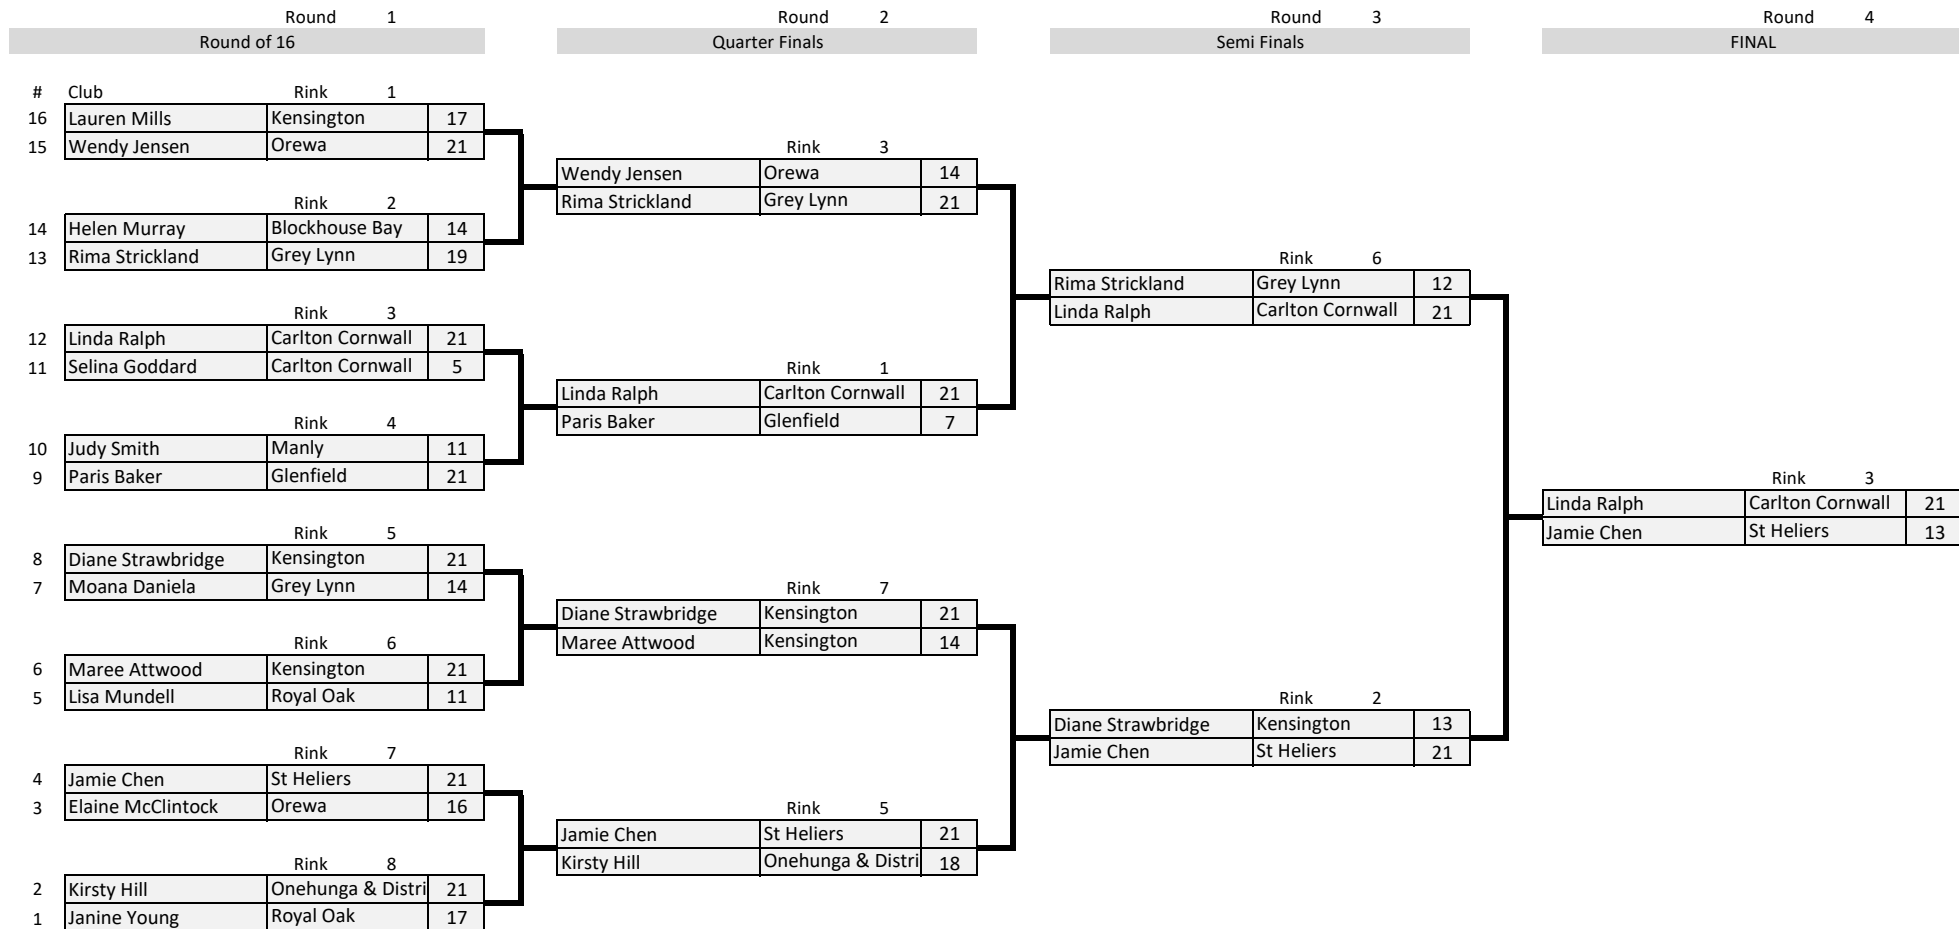 Round 1 Round 2 Round 3 Round 4
Round of 16 Quarter Finals Semi Finals FINAL
# Club Rink 1
16 Lauren Mills Kensington 17
15 Wendy Jensen Orewa 21
Rink 2
14 Helen Murray Blockhouse Bay 14
13 Rima Strickland Grey Lynn 19
Rink 3
12 Linda Ralph Carlton Cornwall 21
11 Selina Goddard Carlton Cornwall 5
Rink 4
10 Judy Smith Manly 11
9 Paris Baker Glenfield 21
Rink 5
8 Diane Strawbridge Kensington 21
7 Moana Daniela Grey Lynn 14
Rink 6
6 Maree Attwood Kensington 21
5 Lisa Mundell Royal Oak 11
Rink 7
4 Jamie Chen St Heliers 21
3 Elaine McClintock Orewa 16
Rink 8
2 Kirsty Hill Onehunga & Distri 21
1 Janine Young Royal Oak 17
Rink 3
Wendy Jensen Orewa 14
Rima Strickland Grey Lynn 21
Rink 1
Linda Ralph Carlton Cornwall 21
Paris Baker Glenfield 7
Rink 7
Diane Strawbridge Kensington 21
Maree Attwood Kensington 14
Rink 5
Jamie Chen St Heliers 21
Kirsty Hill Onehunga & Distri 18
Rink 6
Rima Strickland Grey Lynn 12
Linda Ralph Carlton Cornwall 21
Rink 2
Diane Strawbridge Kensington 13
Jamie Chen St Heliers 21
Rink 3
Linda Ralph Carlton Cornwall 21
Jamie Chen St Heliers 13